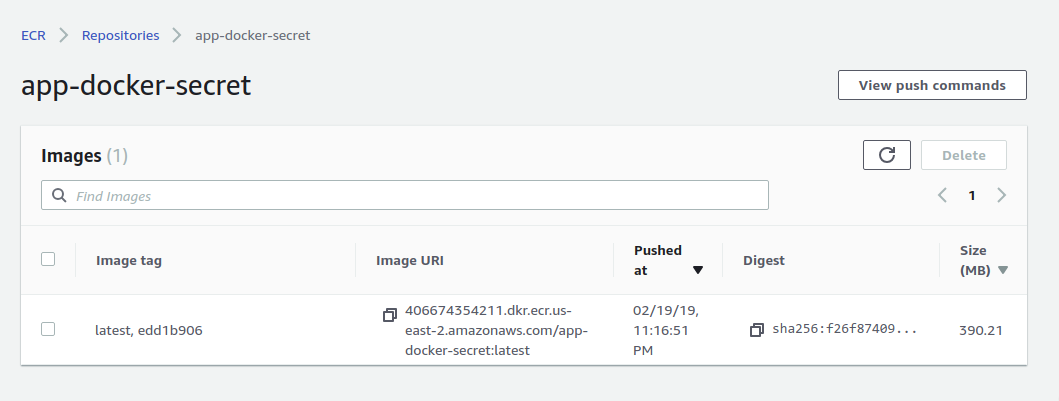 ECR Repositories app-docker-secret
app-docker-secret
View push commands
Images (1)
Delete
Find Images
1
Image tag
Image URI
Pushed
at
Digest
Size
(MB)
latest, edd1b906
406674354211.dkr.ecr.us-
east-2.amazonaws.com/app-
docker-secret:latest
02/19/19,
11:16:51
PM
sha256:f26f87409...
390.21